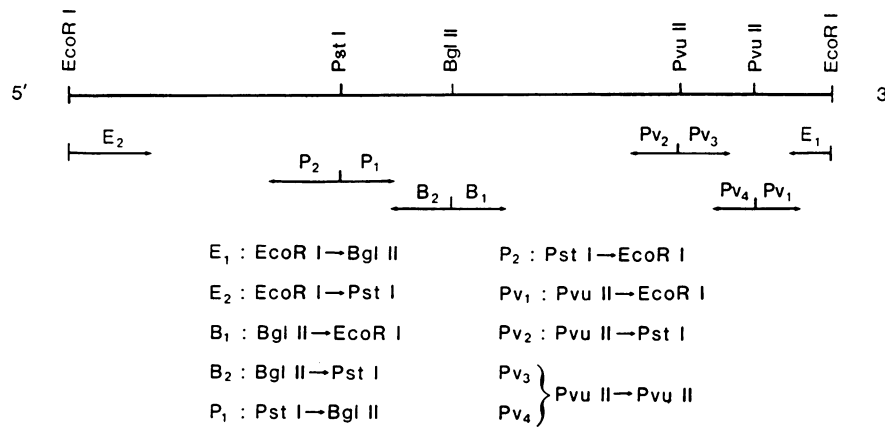 EcoR I Pst I Bgl II Pvu II Pvu II EcoR I
5′ 3
E₂ Pv₂ Pv₃ E₁
P₂ P₁
B₂ B₁ Pv₄ Pv₁
E₁ : EcoR I→Bgl II P₂ : Pst I→EcoR I
E₂ : EcoR I→Pst I Pv₁ : Pvu II→EcoR I
B₁ : Bgl II→EcoR I Pv₂ : Pvu II→Pst I
B₂ : Bgl II→Pst I Pv₃
} Pvu II→Pvu II
P₁ : Pst I→Bgl II Pv₄